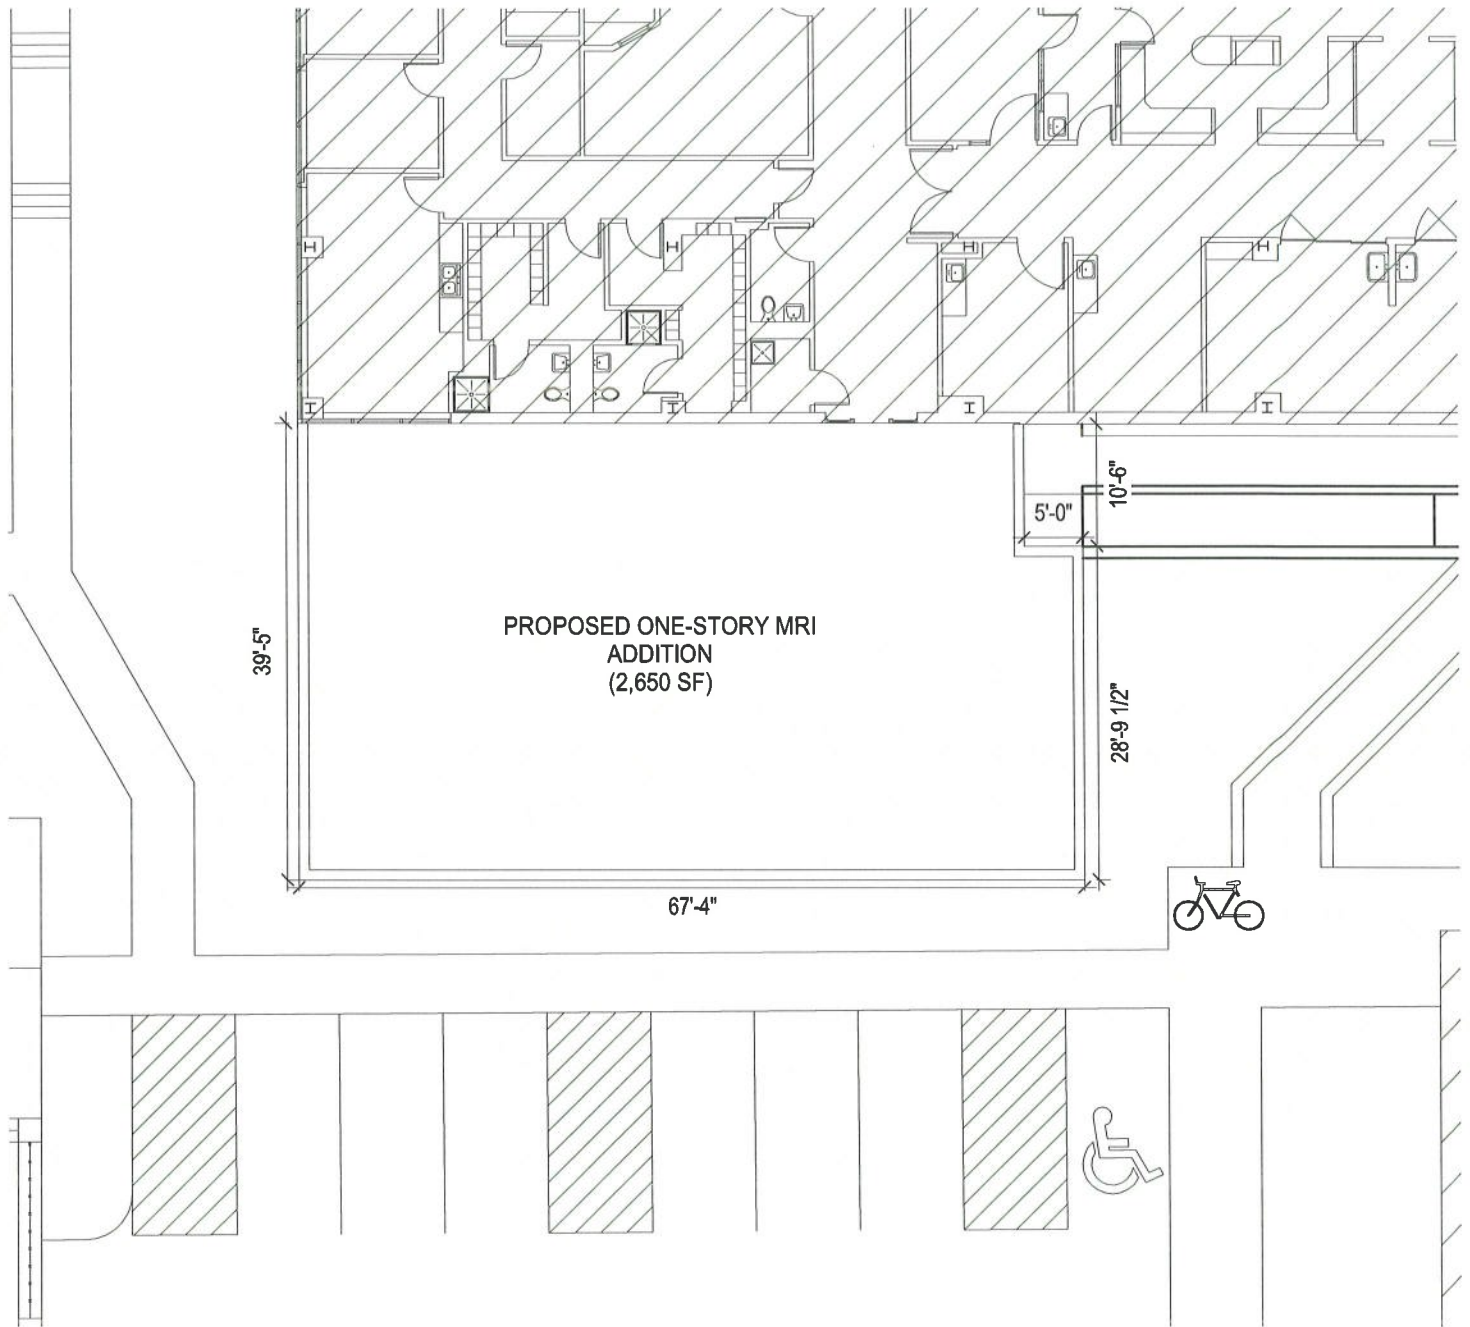 10'-6"
5'-0"
PROPOSED ONE-STORY MRI
ADDITION
(2,650 SF)
39'-5"
28'-9 1/2"
67'-4"